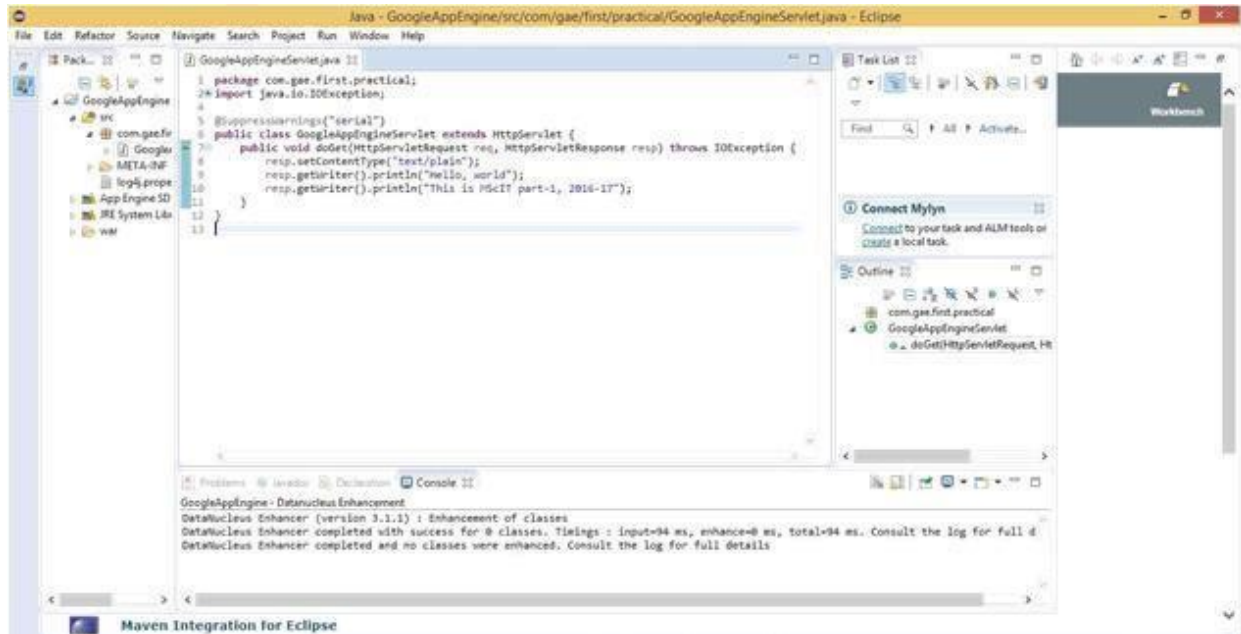 Java - GoogleAppEngine/src/com/gae/first/practical/GoogleAppEngineServlet.java - Eclipse
File Edit Refactor Source Navigate Search Project Run Window Help
Pack...
GoogleAppEngine
src
com.gae.fir
Googler
META-INF
log4j.prope
App Engine SD
JRE System Libr
war
GoogleAppEngineServlet.java
1 package com.gae.first.practical;
2 import java.io.IOException;
4
5 @SuppressWarnings("serial")
6 public class GoogleAppEngineServlet extends HttpServlet {
7 public void doGet(HttpServletRequest req, HttpServletResponse resp) throws IOException {
8 resp.setContentType("text/plain");
9 resp.getWriter().println("Hello, world");
10 resp.getWriter().println("This is MScIT part-1, 2016-17");
11 }
12 }
13
Task List
Find All Activate...
Connect Mylyn
Connect to your task and ALM tools or
create a local task.
Outline
com.gae.first.practical
GoogleAppEngineServlet
doGet(HttpServletRequest, Ht
Workbench
Problems Javadoc Declaration Console
GoogleAppEngine - Datanucleus Enhancement
DataNucleus Enhancer (version 3.1.1) : Enhancement of classes
DataNucleus Enhancer completed with success for 0 classes. Timings : input=94 ms, enhance=0 ms, total=94 ms. Consult the log for full d
DataNucleus Enhancer completed and no classes were enhanced. Consult the log for full details
Maven Integration for Eclipse